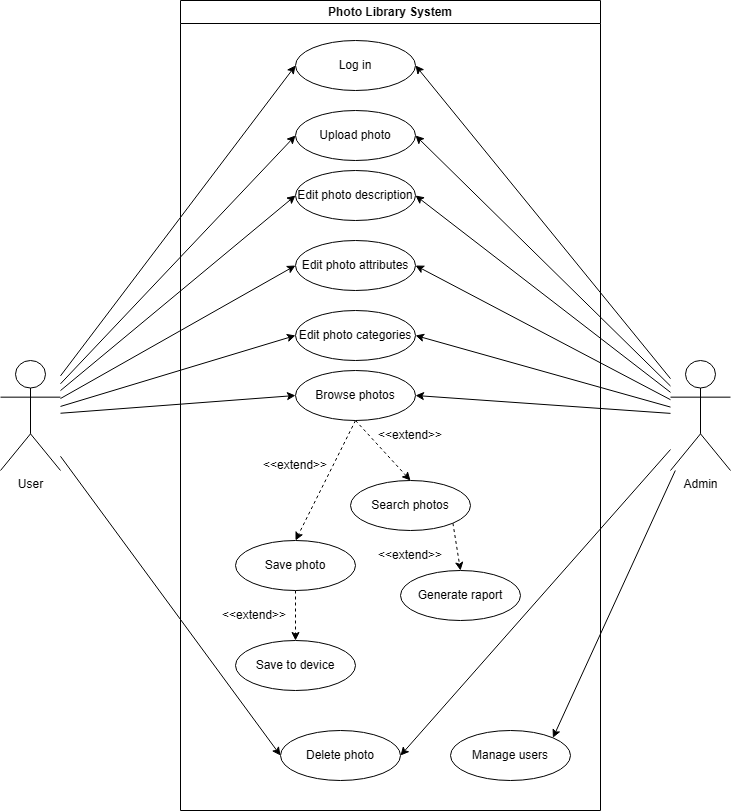 Photo Library System
Log in
Upload photo
Edit photo description
Edit photo attributes
Edit photo categories
Browse photos
<<extend>>
<<extend>>
User
Admin
Search photos
<<extend>>
Save photo
Generate raport
<<extend>>
Save to device
Delete photo
Manage users